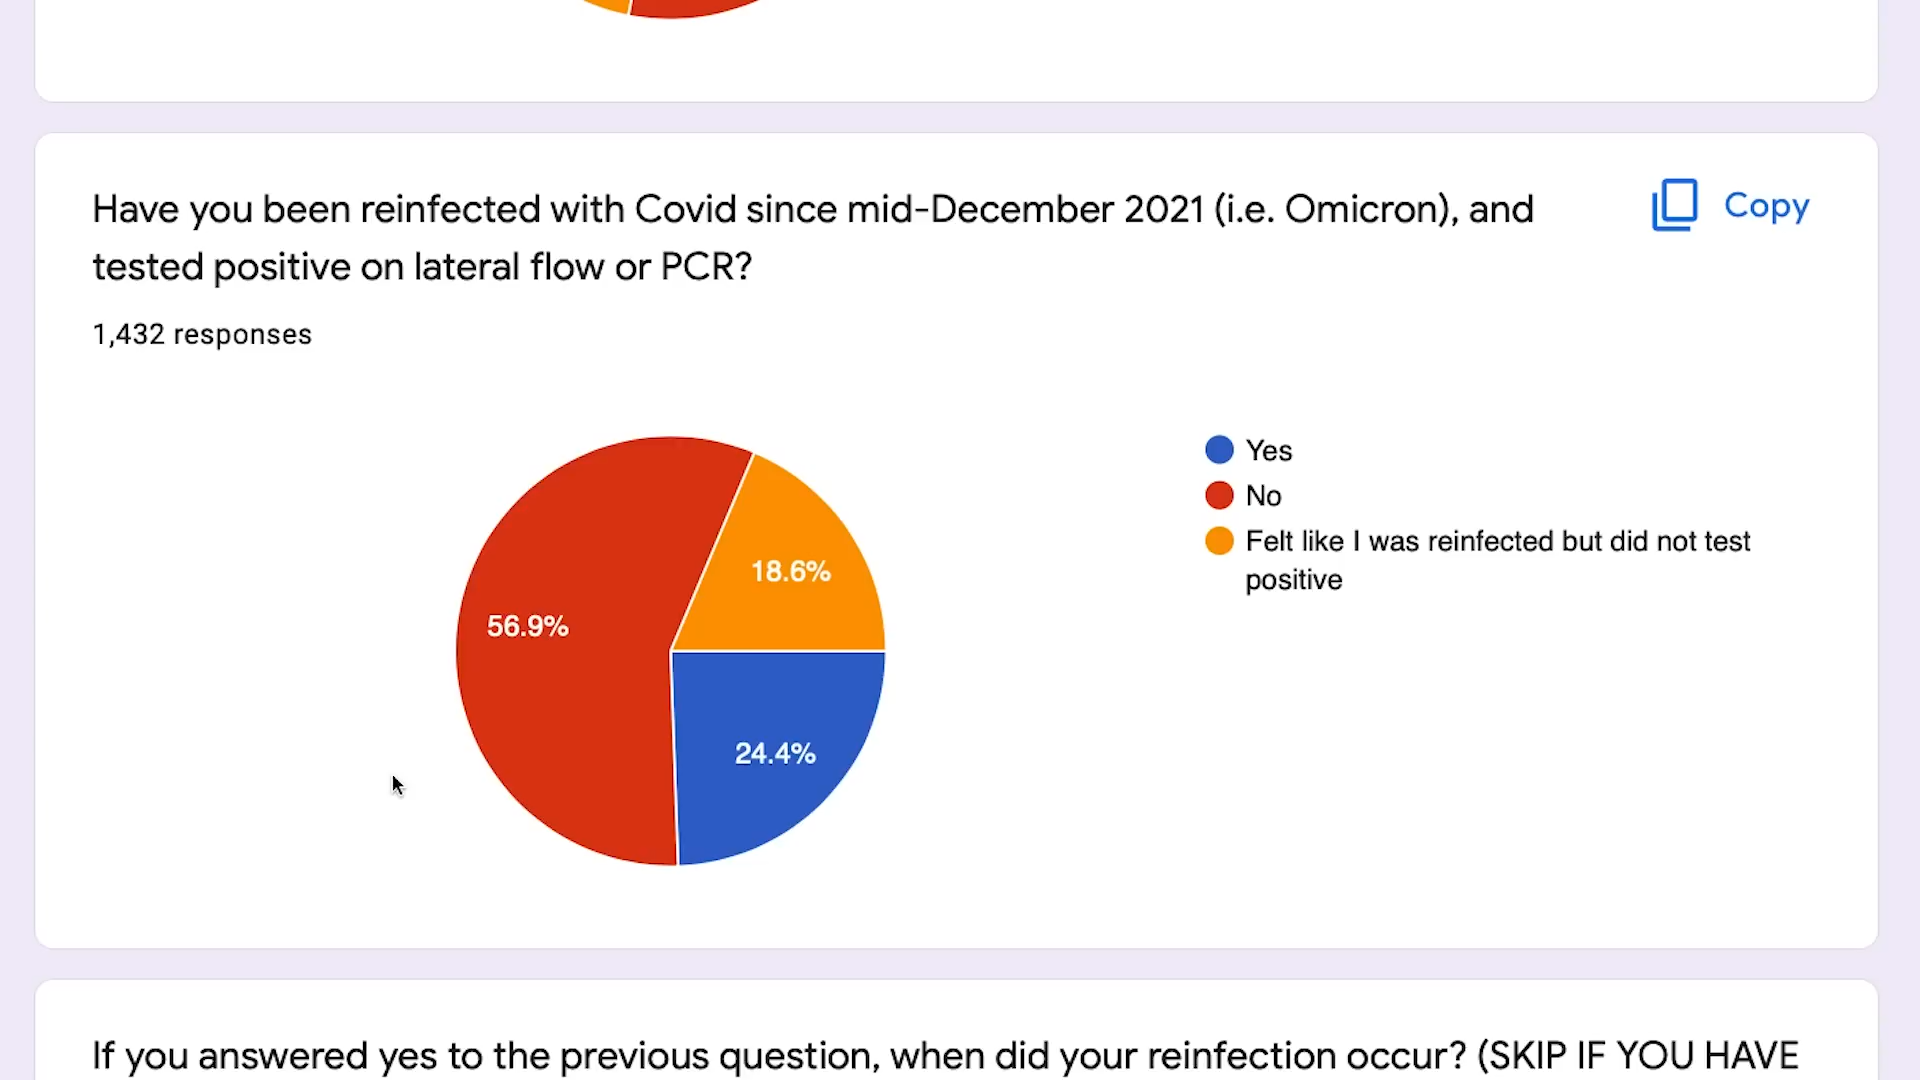 Have you been reinfected with Covid since mid-December 2021 (i.e. Omicron), and
tested positive on lateral flow or PCR?
Copy
1,432 responses
Yes
No
Felt like I was reinfected but did not test
positive
18.6%
56.9%
24.4%
If you answered yes to the previous question, when did your reinfection occur? (SKIP IF YOU HAVE